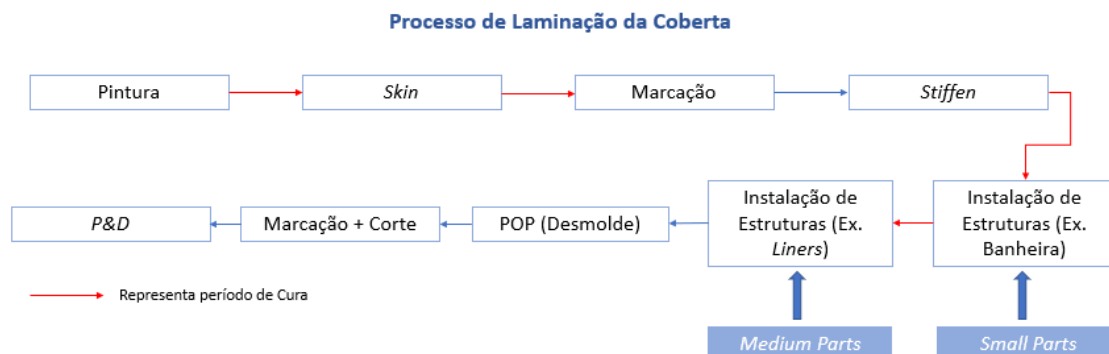 Processo de Laminação da Coberta
Pintura
Skin
Marcação
Stiffen
P&D
Marcação + Corte
POP (Desmolde)
Instalação de
Estruturas (Ex.
Liners)
Instalação de
Estruturas (Ex.
Banheira)
Representa período de Cura
Medium Parts
Small Parts